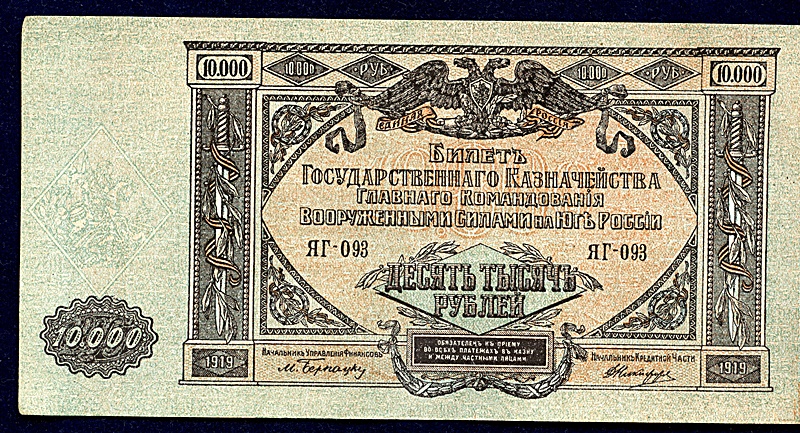 10.000 10.000 РУБ. 10.000 РУБ. 10.000
ЕДИНАЯ РОССІЯ
БИЛЕТЪ
ГОСУДАРСТВЕННАГО КАЗНАЧЕЙСТВА
ГЛАВНАГО КОМАНДОВАНІЯ
ВООРУЖЕННЫМИ СИЛАМИ НА ЮГѢ РОССІИ
ЯГ-093 ЯГ-093
ДЕСЯТЬ ТЫСЯЧЪ
РУБЛЕЙ
10.000
ОБЯЗАТЕЛЕНЪ КЪ ПРІЕМУ
ВО ВСѢХЪ ПЛАТЕЖАХЪ ВЪ КАЗНУ
И МЕЖДУ ЧАСТНЫМИ ЛИЦАМИ
1919 НАЧАЛЬНИКЪ УПРАВЛЕНІЯ ФИНАНСОВЪ НАЧАЛЬНИКЪ КРЕДИТНОЙ ЧАСТИ 1919